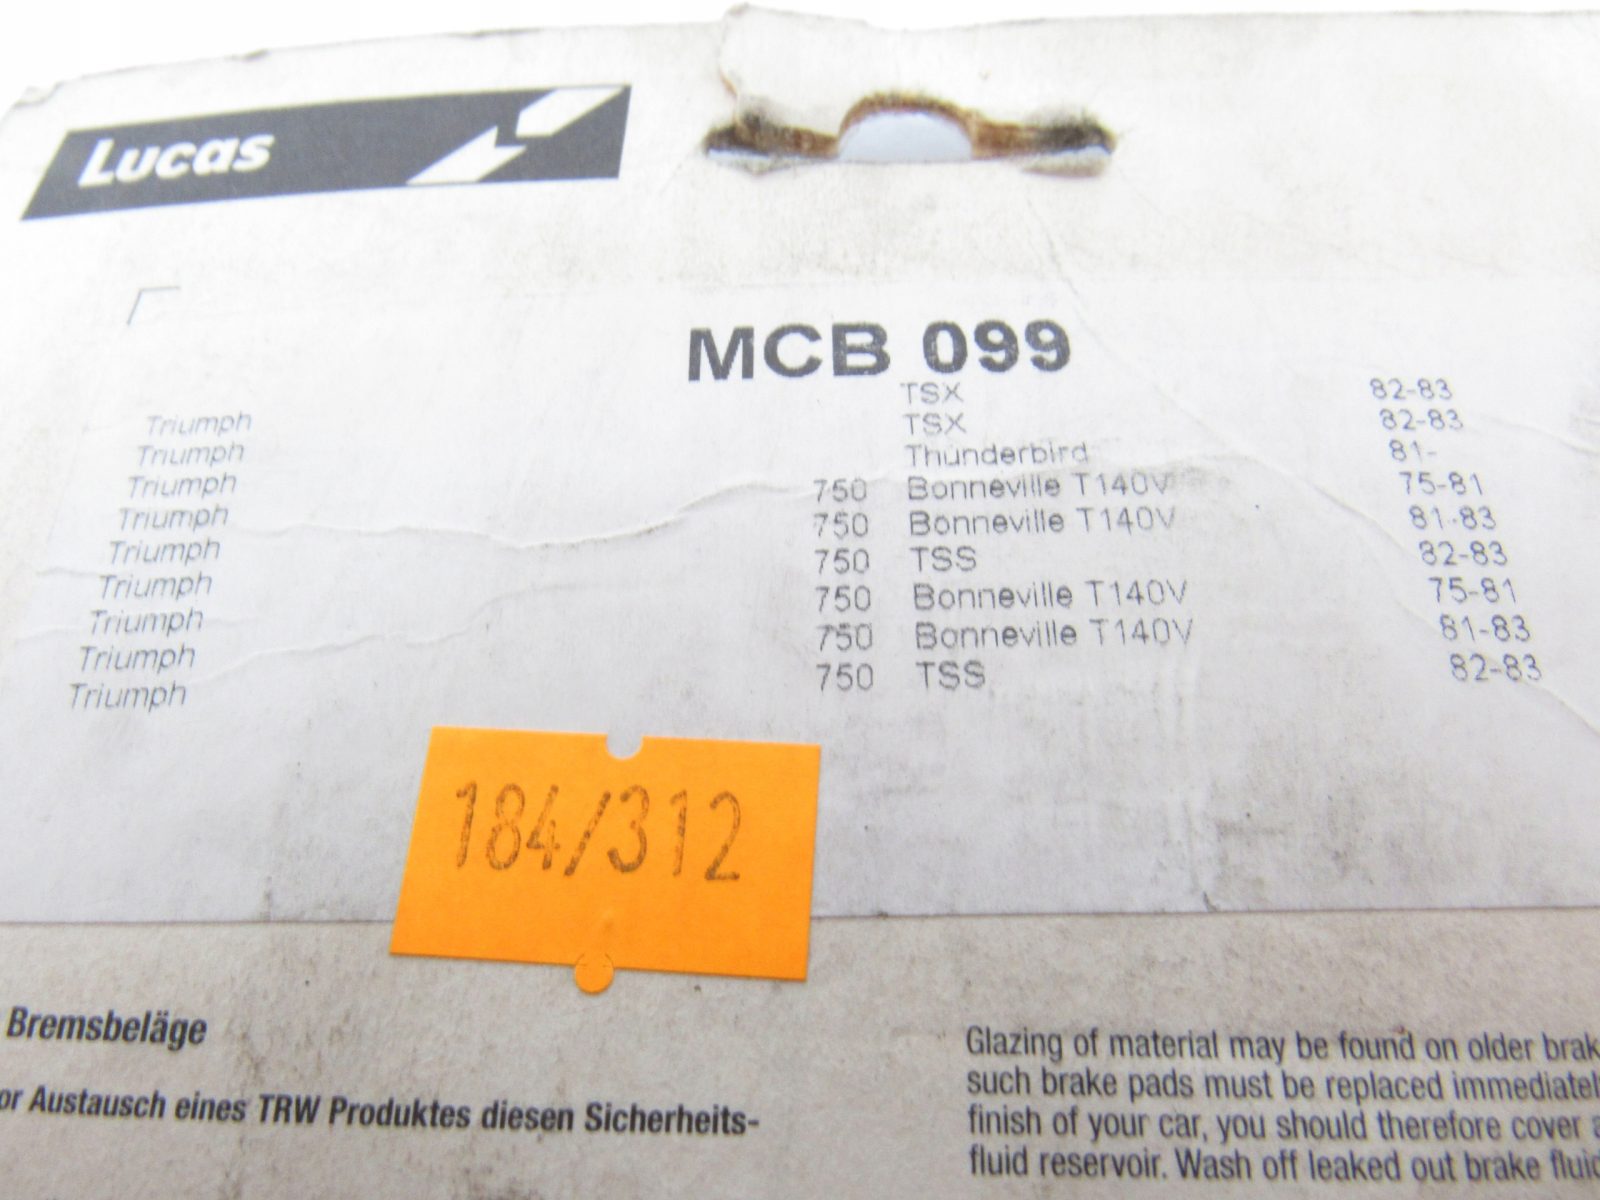 Lucas
MCB 099
TSX 82-83
Triumph TSX 82-83
Triumph Thunderbird 81-
Triumph 750 Bonneville T140V 75-81
Triumph 750 Bonneville T140V 81-83
Triumph 750 TSS 82-83
Triumph 750 Bonneville T140V 75-81
Triumph 750 Bonneville T140V 81-83
Triumph 750 TSS 82-83
Triumph
184/312
Bremsbeläge
or Austausch eines TRW Produktes diesen Sicherheits-
Glazing of material may be found on older brak
such brake pads must be replaced immediatel
finish of your car, you should therefore cover a
fluid reservoir. Wash off leaked out brake fluid